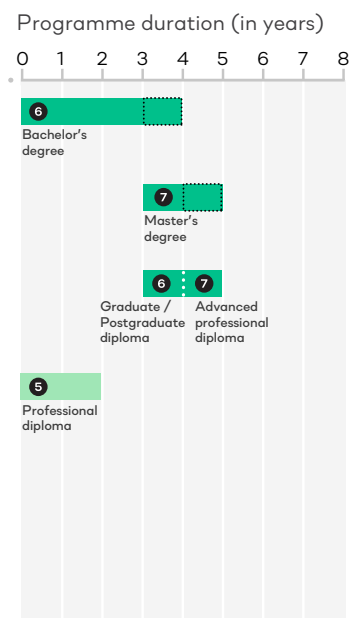 Programme duration (in years)
0 1 2 3 4 5 6 7 8
6
Bachelor's
degree
7
Master's
degree
6 7
Graduate / Advanced
Postgraduate professional
diploma diploma
5
Professional
diploma